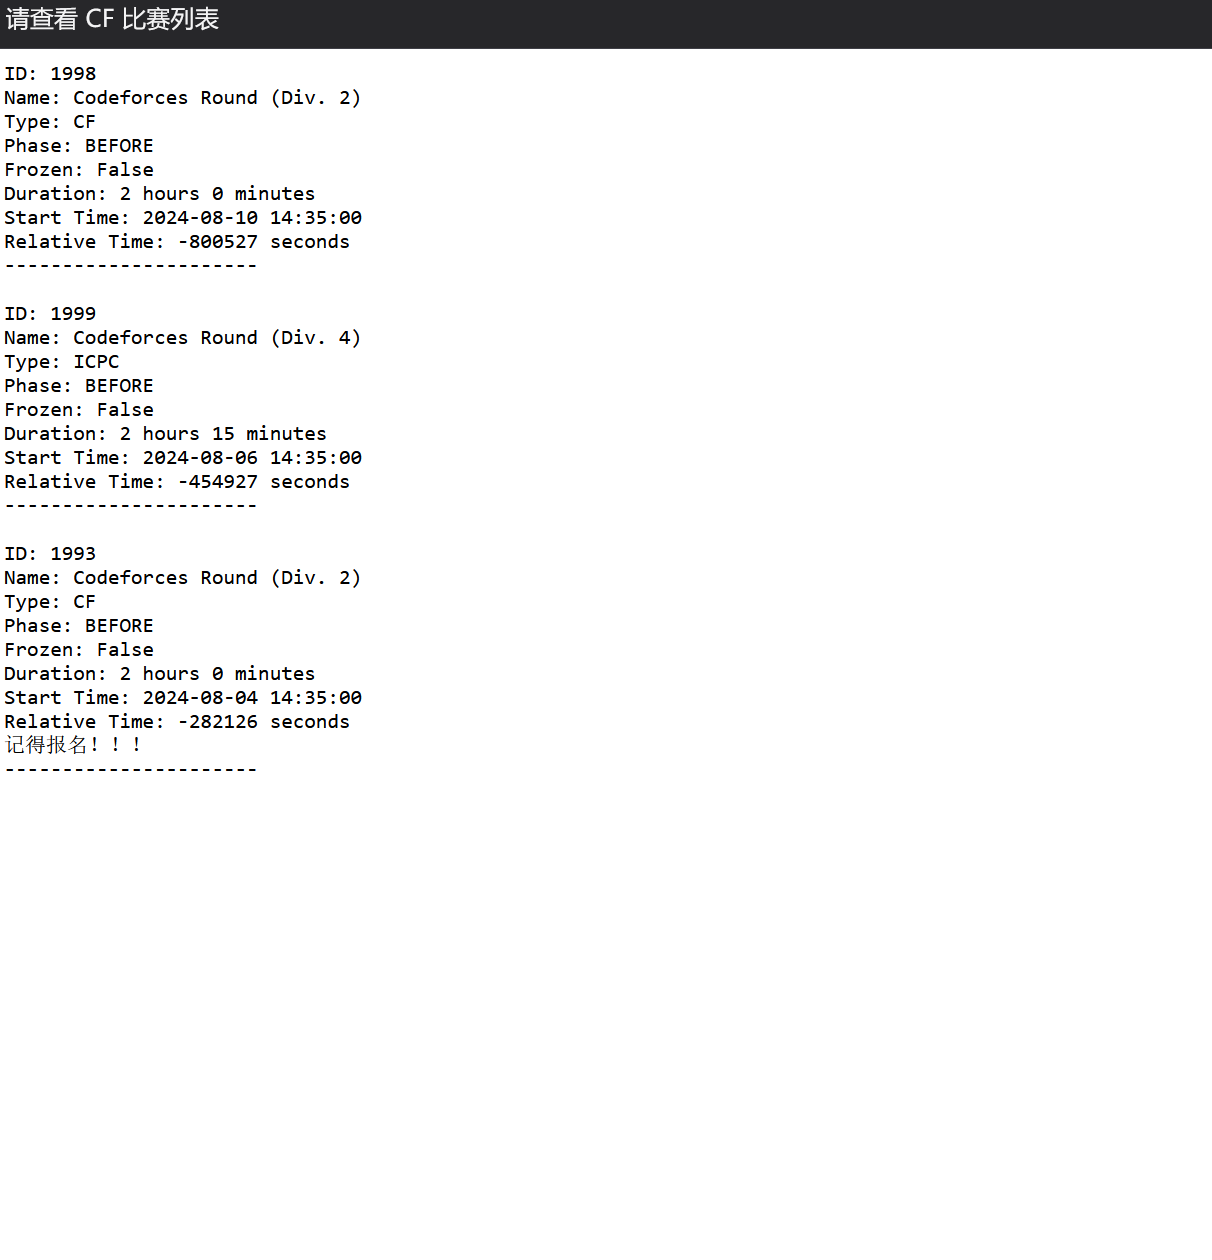 请查看 CF 比赛列表
ID: 1998
Name: Codeforces Round (Div. 2)
Type: CF
Phase: BEFORE
Frozen: False
Duration: 2 hours 0 minutes
Start Time: 2024-08-10 14:35:00
Relative Time: -800527 seconds
----------------------
ID: 1999
Name: Codeforces Round (Div. 4)
Type: ICPC
Phase: BEFORE
Frozen: False
Duration: 2 hours 15 minutes
Start Time: 2024-08-06 14:35:00
Relative Time: -454927 seconds
----------------------
ID: 1993
Name: Codeforces Round (Div. 2)
Type: CF
Phase: BEFORE
Frozen: False
Duration: 2 hours 0 minutes
Start Time: 2024-08-04 14:35:00
Relative Time: -282126 seconds
记得报名！！！
----------------------